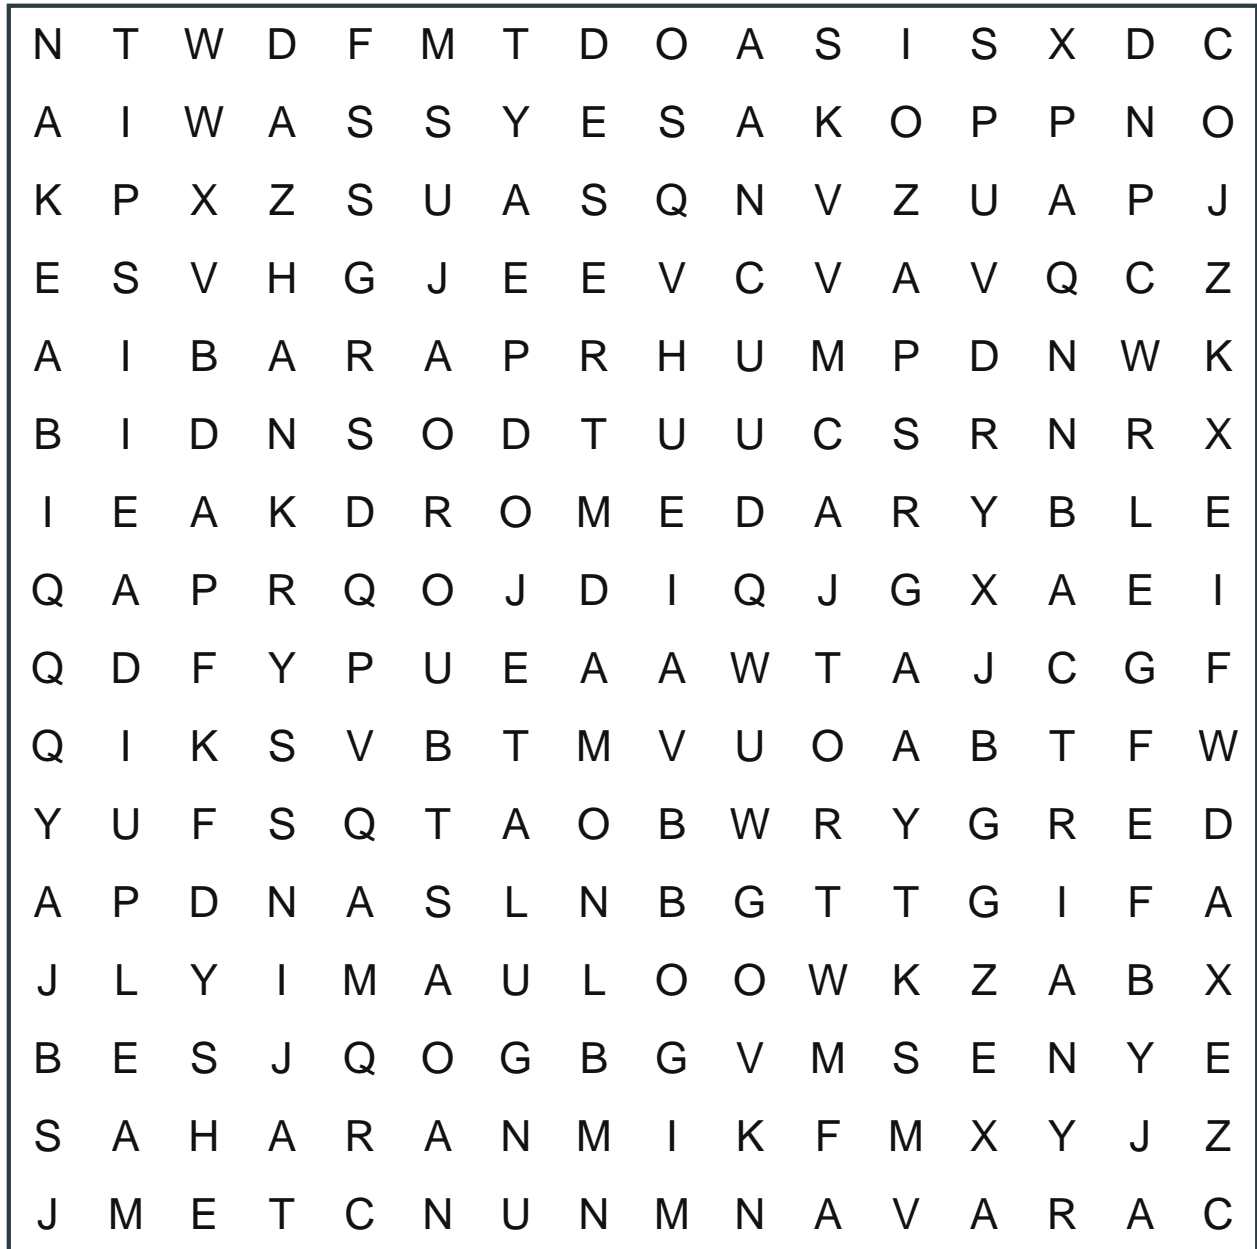 N T W D F M T D O A S I S X D C
A I W A S S Y E S A K O P P N O
K P X Z S U A S Q N V Z U A P J
E S V H G J E E V C V A V Q C Z
A I B A R A P R H U M P D N W K
B I D N S O D T U U C S R N R X
I E A K D R O M E D A R Y B L E
Q A P R Q O J D I Q J G X A E I
Q D F Y P U E A A W T A J C G F
Q I K S V B T M V U O A B T F W
Y U F S Q T A O B W R Y G R E D
A P D N A S L N B G T T G I F A
J L Y I M A U L O O W K Z A B X
B E S J Q O G B G V M S E N Y E
S A H A R A N M I K F M X Y J Z
J M E T C N U N M N A V A R A C